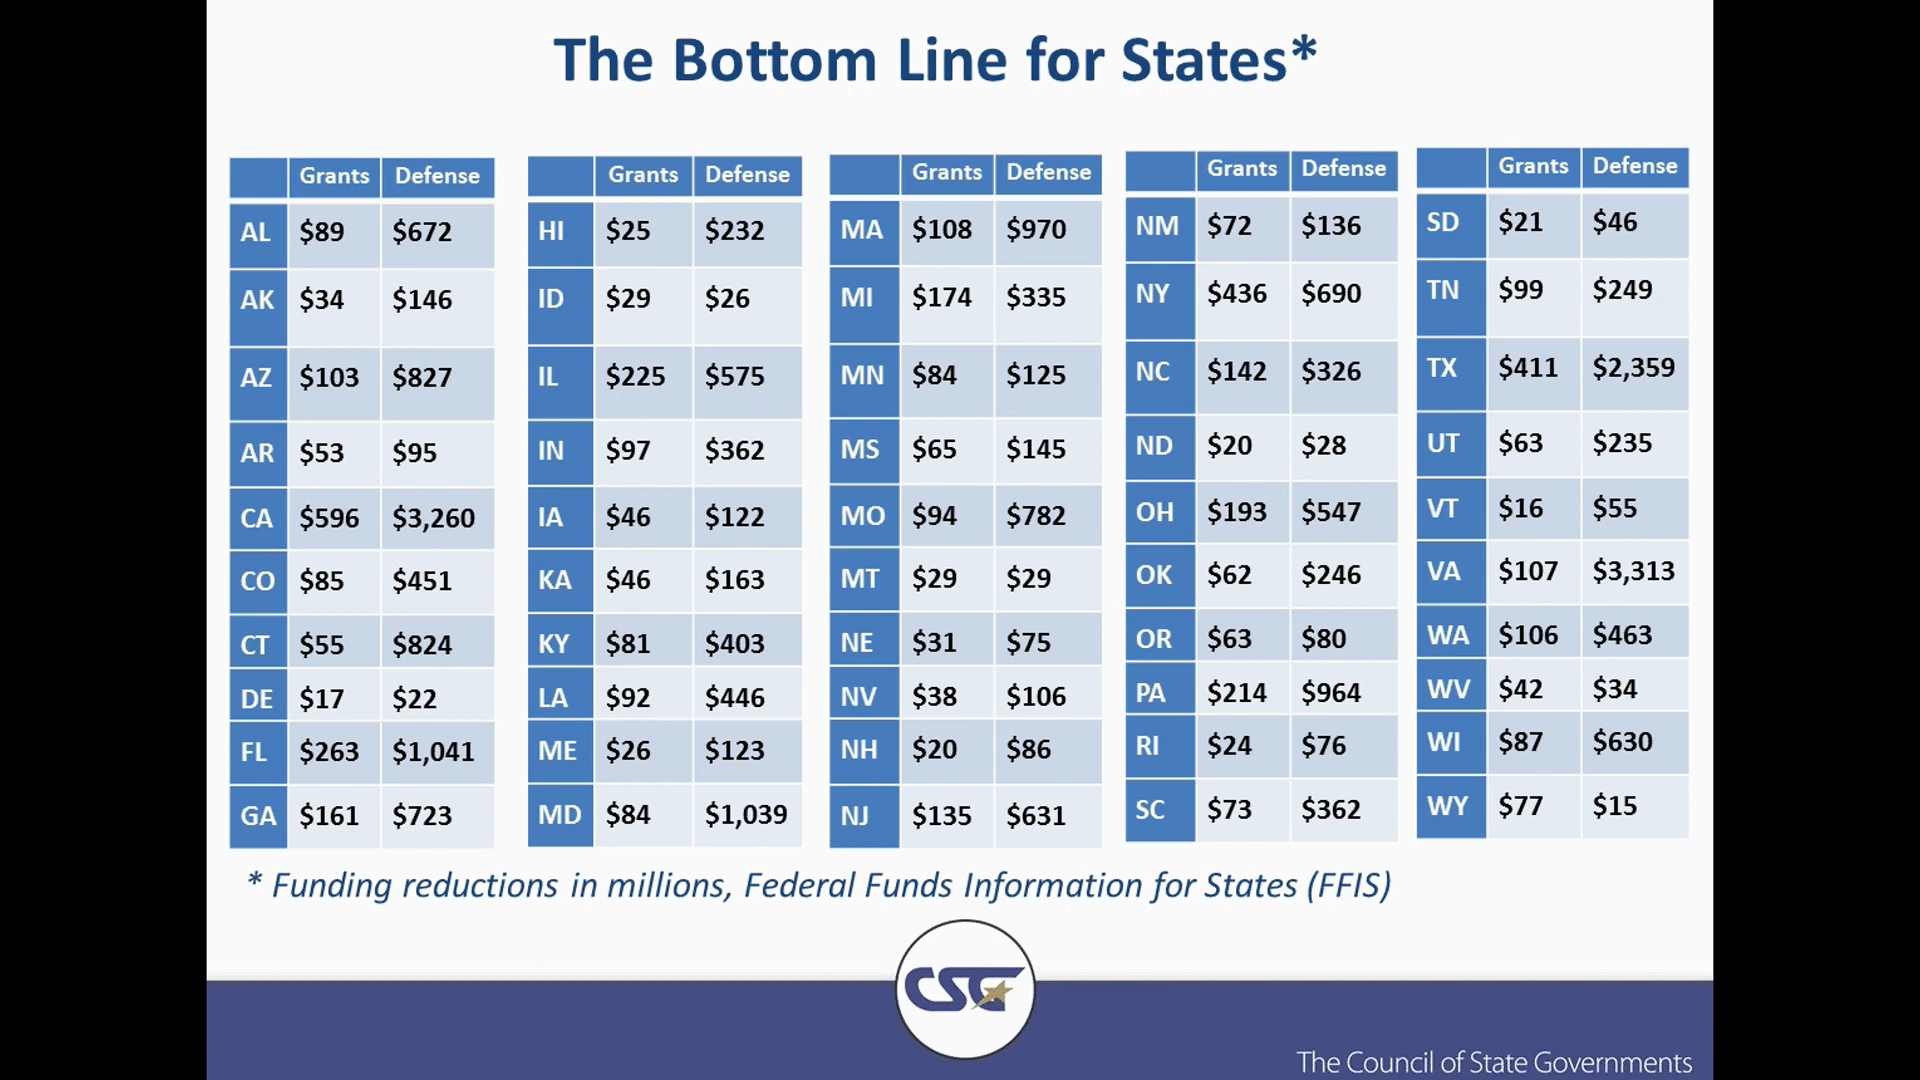 The Bottom Line for States*
Grants Defense
AL $89 $672
AK $34 $146
AZ $103 $827
AR $53 $95
CA $596 $3,260
CO $85 $451
CT $55 $824
DE $17 $22
FL $263 $1,041
GA $161 $723
Grants Defense
HI $25 $232
ID $29 $26
IL $225 $575
IN $97 $362
IA $46 $122
KA $46 $163
KY $81 $403
LA $92 $446
ME $26 $123
MD $84 $1,039
Grants Defense
MA $108 $970
MI $174 $335
MN $84 $125
MS $65 $145
MO $94 $782
MT $29 $29
NE $31 $75
NV $38 $106
NH $20 $86
NJ $135 $631
Grants Defense
NM $72 $136
NY $436 $690
NC $142 $326
ND $20 $28
OH $193 $547
OK $62 $246
OR $63 $80
PA $214 $964
RI $24 $76
SC $73 $362
Grants Defense
SD $21 $46
TN $99 $249
TX $411 $2,359
UT $63 $235
VT $16 $55
VA $107 $3,313
WA $106 $463
WV $42 $34
WI $87 $630
WY $77 $15
* Funding reductions in millions, Federal Funds Information for States (FFIS)
CSG
The Council of State Governments